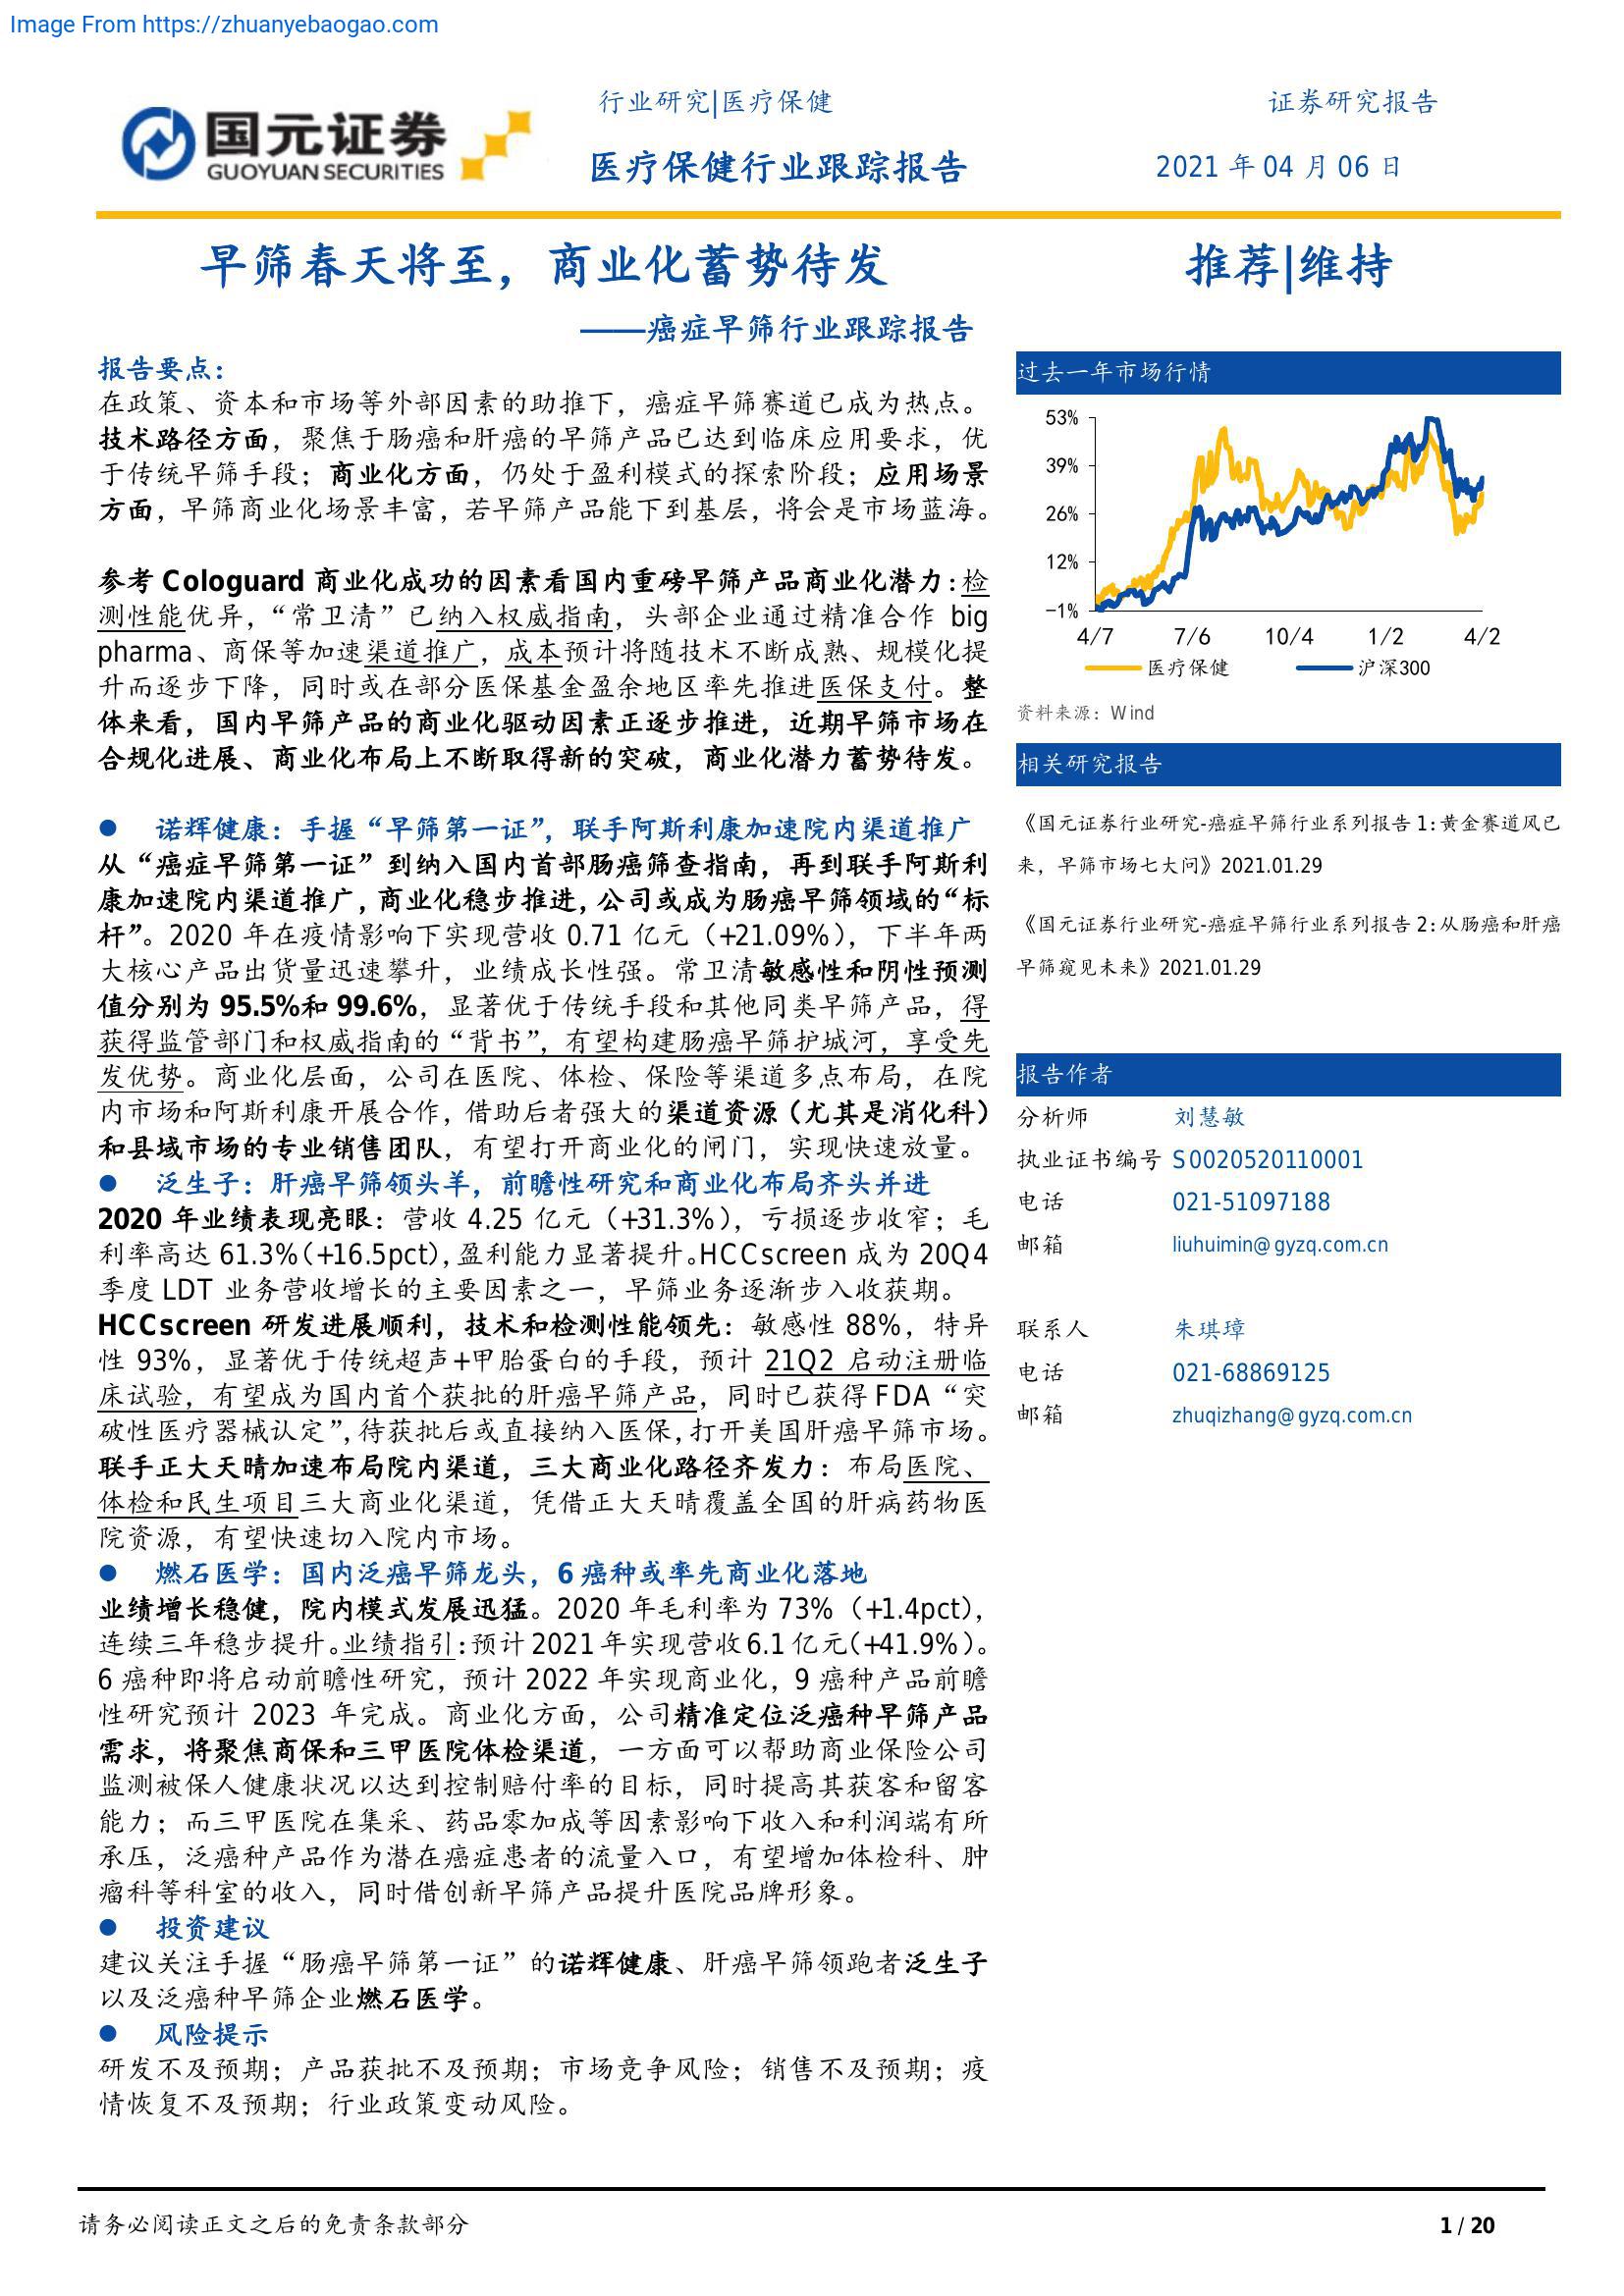 Image From https://zhuanyebaogao.com
国元证券
GUOYUAN SECURITIES
行业研究|医疗保健
证券研究报告
医疗保健行业跟踪报告
2021 年 04 月 06 日
早筛春天将至，商业化蓄势待发
——癌症早筛行业跟踪报告
报告要点：
在政策、资本和市场等外部因素的助推下，癌症早筛赛道已成为热点。
技术路径方面，聚焦于肠癌和肝癌的早筛产品已达到临床应用要求，优
于传统早筛手段；商业化方面，仍处于盈利模式的探索阶段；应用场景
方面，早筛商业化场景丰富，若早筛产品能下到基层，将会是市场蓝海。
参考 Cologuard 商业化成功的因素看国内重磅早筛产品商业化潜力：检
测性能优异，“常卫清”已纳入权威指南，头部企业通过精准合作 big
pharma、商保等加速渠道推广，成本预计将随技术不断成熟、规模化提
升而逐步下降，同时或在部分医保基金盈余地区率先推进医保支付。整
体来看，国内早筛产品的商业化驱动因素正逐步推进，近期早筛市场在
合规化进展、商业化布局上不断取得新的突破，商业化潜力蓄势待发。
● 诺辉健康：手握“早筛第一证”，联手阿斯利康加速院内渠道推广
从“癌症早筛第一证”到纳入国内首部肠癌筛查指南，再到联手阿斯利
康加速院内渠道推广，商业化稳步推进，公司或成为肠癌早筛领域的“标
杆”。2020 年在疫情影响下实现营收 0.71 亿元（+21.09%），下半年两
大核心产品出货量迅速攀升，业绩成长性强。常卫清敏感性和阴性预测
值分别为 95.5%和 99.6%，显著优于传统手段和其他同类早筛产品，得
获得监管部门和权威指南的“背书”，有望构建肠癌早筛护城河，享受先
发优势。商业化层面，公司在医院、体检、保险等渠道多点布局，在院
内市场和阿斯利康开展合作，借助后者强大的渠道资源（尤其是消化科）
和县域市场的专业销售团队，有望打开商业化的闸门，实现快速放量。
● 泛生子：肝癌早筛领头羊，前瞻性研究和商业化布局齐头并进
2020 年业绩表现亮眼：营收 4.25 亿元（+31.3%），亏损逐步收窄；毛
利率高达 61.3%（+16.5pct），盈利能力显著提升。HCCscreen 成为 20Q4
季度 LDT 业务营收增长的主要因素之一，早筛业务逐渐步入收获期。
HCCscreen 研发进展顺利，技术和检测性能领先：敏感性 88%，特异
性 93%，显著优于传统超声+甲胎蛋白的手段，预计 21Q2 启动注册临
床试验，有望成为国内首个获批的肝癌早筛产品，同时已获得 FDA“突
破性医疗器械认定”，待获批后或直接纳入医保，打开美国肝癌早筛市场。
联手正大天晴加速布局院内渠道，三大商业化路径齐发力：布局医院、
体检和民生项目三大商业化渠道，凭借正大天晴覆盖全国的肝病药物医
院资源，有望快速切入院内市场。
● 燃石医学：国内泛癌早筛龙头，6 癌种或率先商业化落地
业绩增长稳健，院内模式发展迅猛。2020 年毛利率为 73%（+1.4pct），
连续三年稳步提升。业绩指引：预计 2021 年实现营收 6.1 亿元（+41.9%）。
6 癌种即将启动前瞻性研究，预计 2022 年实现商业化，9 癌种产品前瞻
性研究预计 2023 年完成。商业化方面，公司精准定位泛癌种早筛产品
需求，将聚焦商保和三甲医院体检渠道，一方面可以帮助商业保险公司
监测被保人健康状况以达到控制赔付率的目标，同时提高其获客和留客
能力；而三甲医院在集采、药品零加成等因素影响下收入和利润端有所
承压，泛癌种产品作为潜在癌症患者的流量入口，有望增加体检科、肿
瘤科等科室的收入，同时借创新早筛产品提升医院品牌形象。
● 投资建议
建议关注手握“肠癌早筛第一证”的诺辉健康、肝癌早筛领跑者泛生子
以及泛癌种早筛企业燃石医学。
● 风险提示
研发不及预期；产品获批不及预期；市场竞争风险；销售不及预期；疫
情恢复不及预期；行业政策变动风险。
推荐|维持
过去一年市场行情
53%
39%
26%
12%
-1%
4/7 7/6 10/4 1/2 4/2
医疗保健 沪深300
资料来源：Wind
相关研究报告
《国元证券行业研究-癌症早筛行业系列报告 1：黄金赛道风已
来，早筛市场七大问》2021.01.29
《国元证券行业研究-癌症早筛行业系列报告 2：从肠癌和肝癌
早筛窥见未来》2021.01.29
报告作者
分析师 刘慧敏
执业证书编号 S0020520110001
电话 021-51097188
邮箱 liuhuimin@gyzq.com.cn
联系人 朱琪璋
电话 021-68869125
邮箱 zhuqizhang@gyzq.com.cn
请务必阅读正文之后的免责条款部分
1 / 20